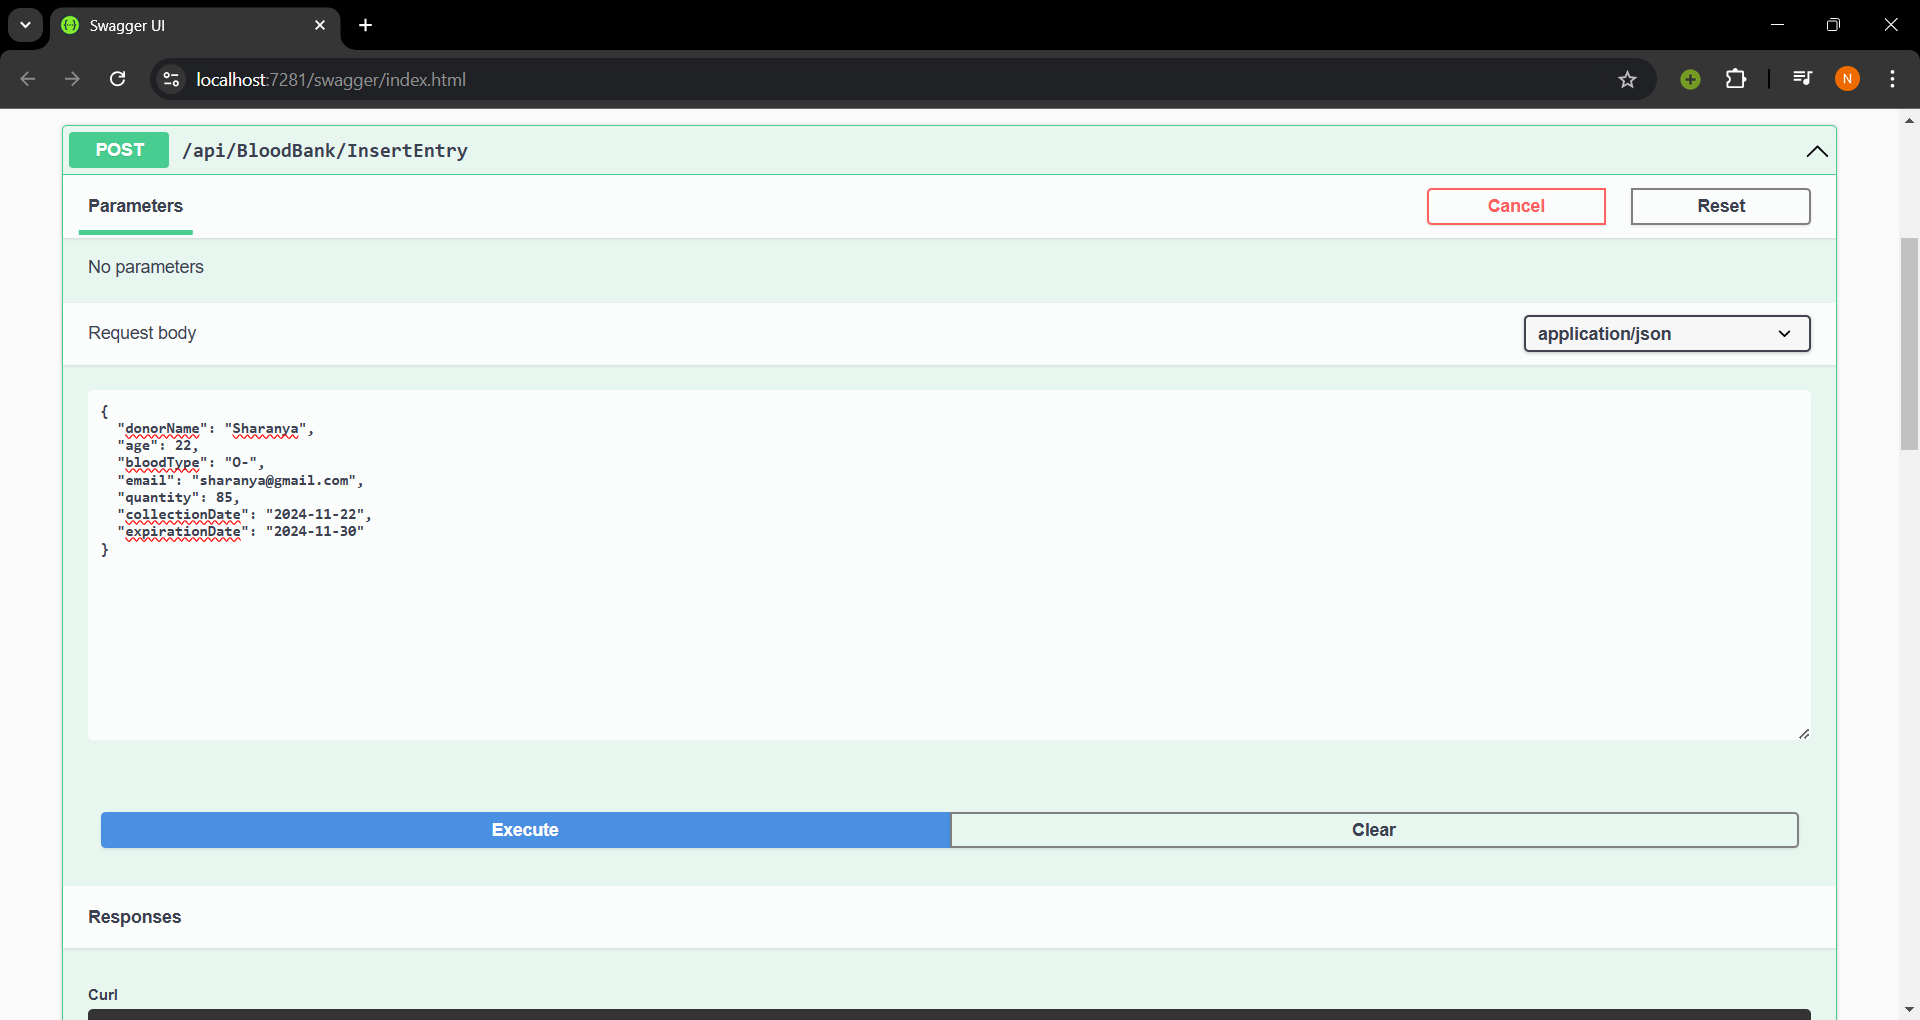 Swagger UI
localhost:7281/swagger/index.html
N
POST /api/BloodBank/InsertEntry
Parameters
Cancel
Reset
No parameters
Request body
application/json
{
  "donorName": "Sharanya",
  "age": 22,
  "bloodType": "O-",
  "email": "sharanya@gmail.com",
  "quantity": 85,
  "collectionDate": "2024-11-22",
  "expirationDate": "2024-11-30"
}
Execute
Clear
Responses
Curl